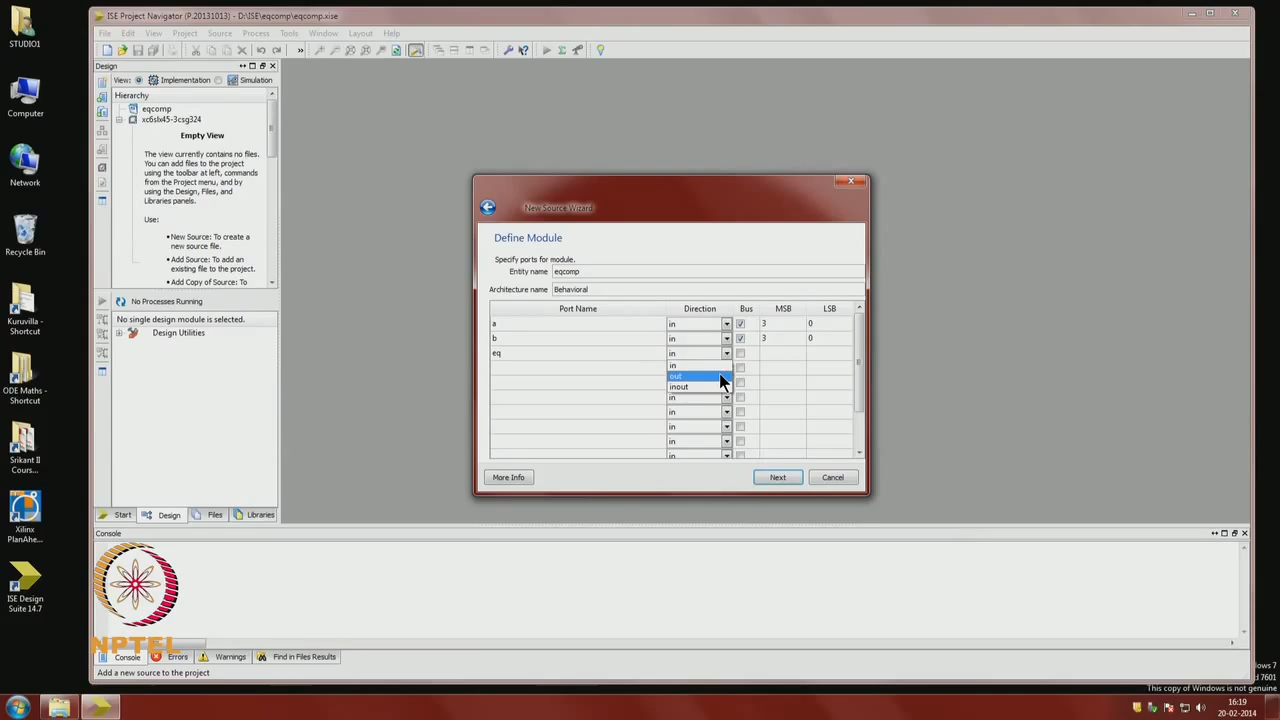 STUDIO1
Computer
Network
Recycle Bin
Kuruvilla -
Shortcut
ODE Maths -
Shortcut
Srikant II
Cours...
Xilinx
PlanAhe...
ISE Design
Suite 14.7
ISE Project Navigator (P.20131013) - D:\ISE\eqcomp\eqcomp.xise
File Edit View Project Source Process Tools Window Layout Help
Design
View: Implementation Simulation
Hierarchy
eqcomp
xc6slx45-3csg324
Empty View
The view currently contains no files.
You can add files to the project
using the toolbar at left, commands
from the Project menu, and by
using the Design, Files, and
Libraries panels.
Use:
• New Source: To create a
new source file.
• Add Source: To add an
existing file to the project.
• Add Copy of Source: To
No Processes Running
No single design module is selected.
Design Utilities
Start Design Files Libraries
New Source Wizard
Define Module
Specify ports for module.
Entity name eqcomp
Architecture name Behavioral
Port Name Direction Bus MSB LSB
a in 3 0
b in 3 0
eq in
in
out
inout
in
in
in
in
in
More Info Next Cancel
Console
NPTEL
Console Errors Warnings Find in Files Results
Add a new source to the project
Windows 7
Build 7601
This copy of Windows is not genuine
16:19
20-02-2014